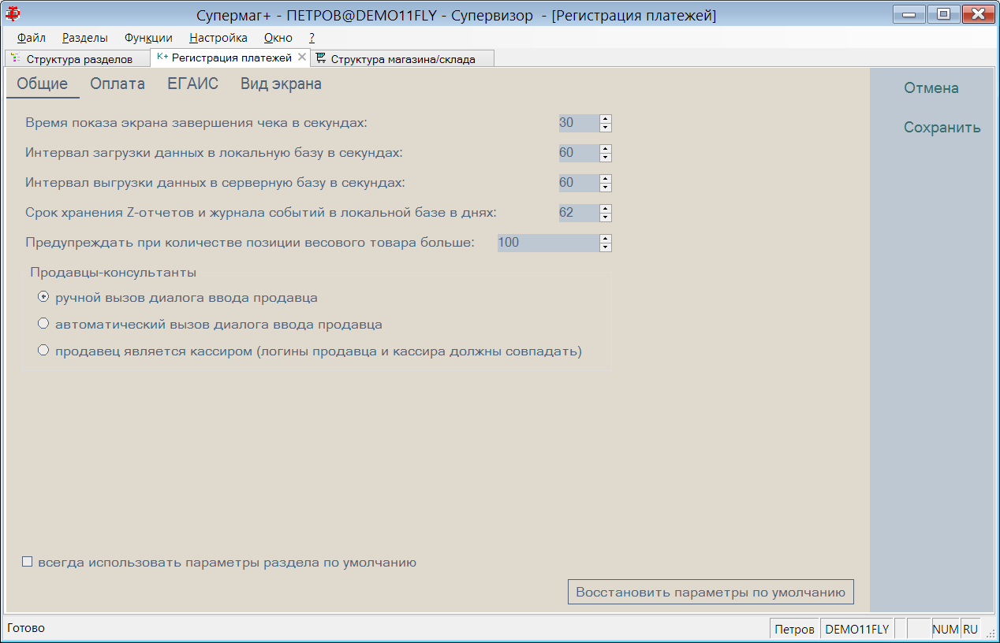 Супермаг+ - ПЕТРОВ@DEMO11FLY - Супервизор - [Регистрация платежей]
Файл Разделы Функции Настройка Окно ?
Структура разделов K+ Регистрация платежей Структура магазина/склада
Общие Оплата ЕГАИС Вид экрана
Отмена
Время показа экрана завершения чека в секундах: 30
Сохранить
Интервал загрузки данных в локальную базу в секундах: 60
Интервал выгрузки данных в серверную базу в секундах: 60
Срок хранения Z-отчетов и журнала событий в локальной базе в днях: 62
Предупреждать при количестве позиции весового товара больше: 100
Продавцы-консультанты
ручной вызов диалога ввода продавца
автоматический вызов диалога ввода продавца
продавец является кассиром (логины продавца и кассира должны совпадать)
всегда использовать параметры раздела по умолчанию
Восстановить параметры по умолчанию
Готово Петров DEMO11FLY NUM RU